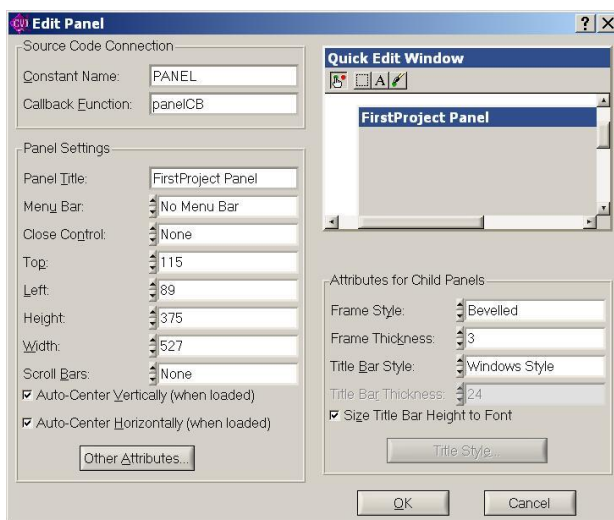 CVI Edit Panel
Source Code Connection
Constant Name: PANEL
Callback Function: panelCB
Panel Settings
Panel Title: FirstProject Panel
Menu Bar: No Menu Bar
Close Control: None
Top: 115
Left: 89
Height: 375
Width: 527
Scroll Bars: None
Auto-Center Vertically (when loaded)
Auto-Center Horizontally (when loaded)
Other Attributes...
Quick Edit Window
A
FirstProject Panel
Attributes for Child Panels
Frame Style: Bevelled
Frame Thickness: 3
Title Bar Style: Windows Style
Title Bar Thickness: 24
Size Title Bar Height to Font
Title Style...
OK Cancel